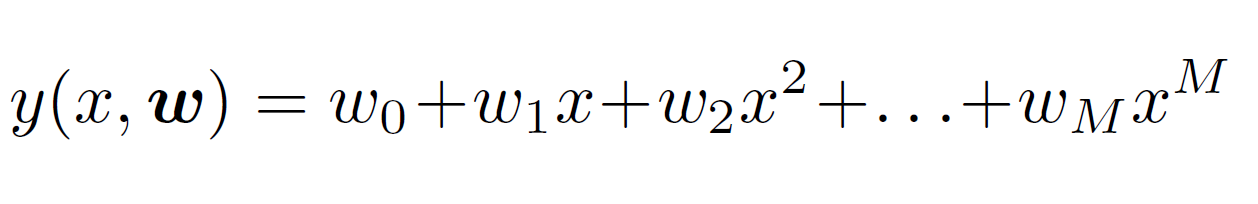 y(x, w) = w₀+w₁x+w₂x²+...+w_M x^M